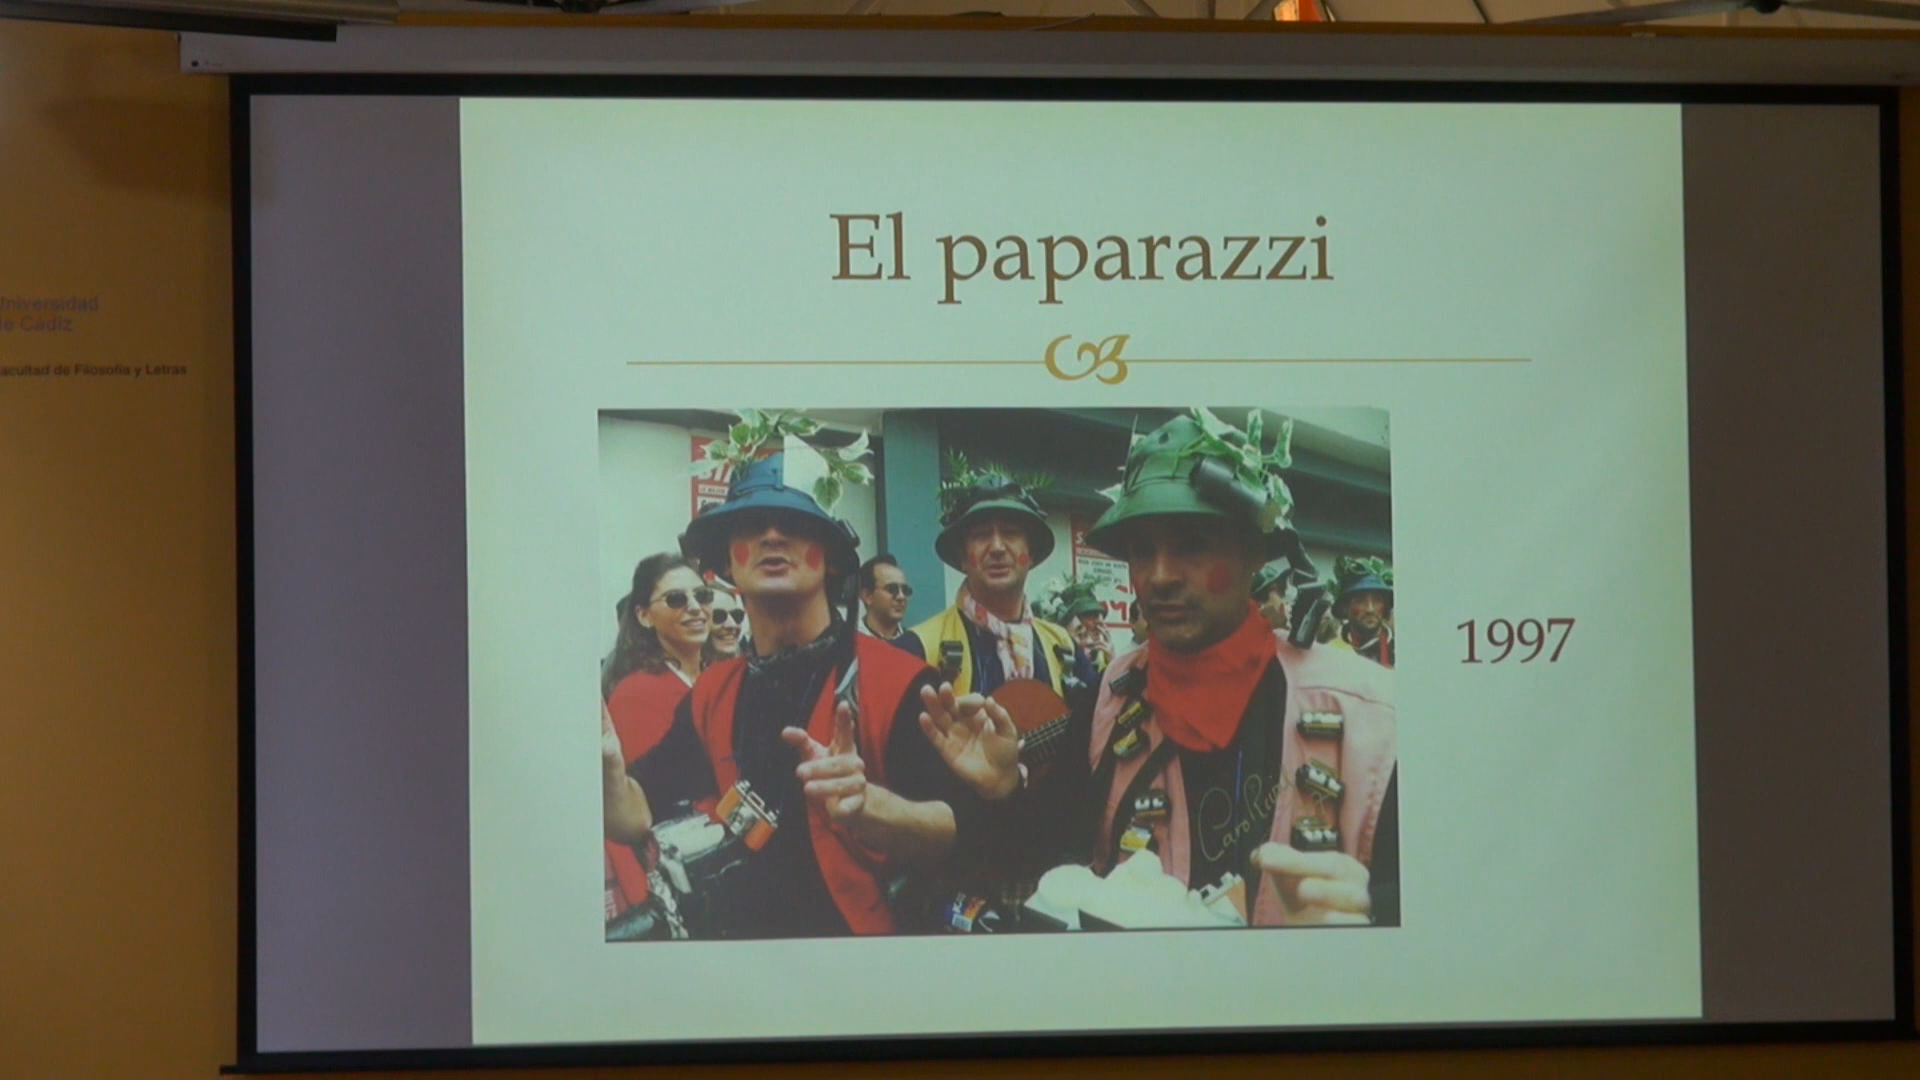 El paparazzi
1997
Universidad
de Cádiz
Facultad de Filosofía y Letras